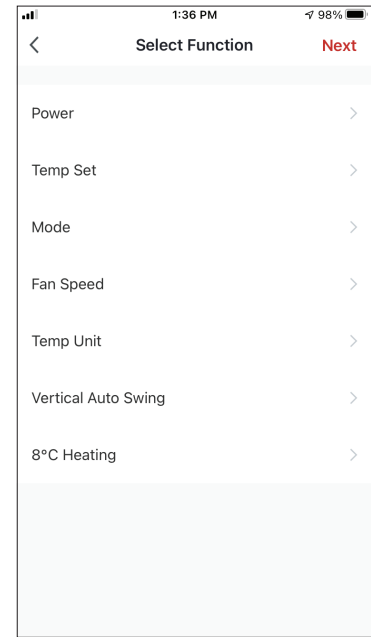 1:36 PM 98%
Select Function Next
Power
Temp Set
Mode
Fan Speed
Temp Unit
Vertical Auto Swing
8°C Heating